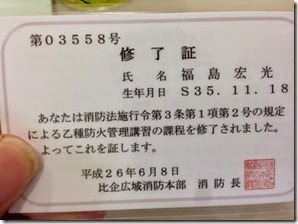 第03558号
修了証
氏名 福島宏光
生年月日 S35.11.18
あなたは消防法施行令第3条第1項第2号の規定
による乙種防火管理講習の課程を修了されました。
よってこれを証します。
平成26年6月8日
比企広域消防本部 消防長